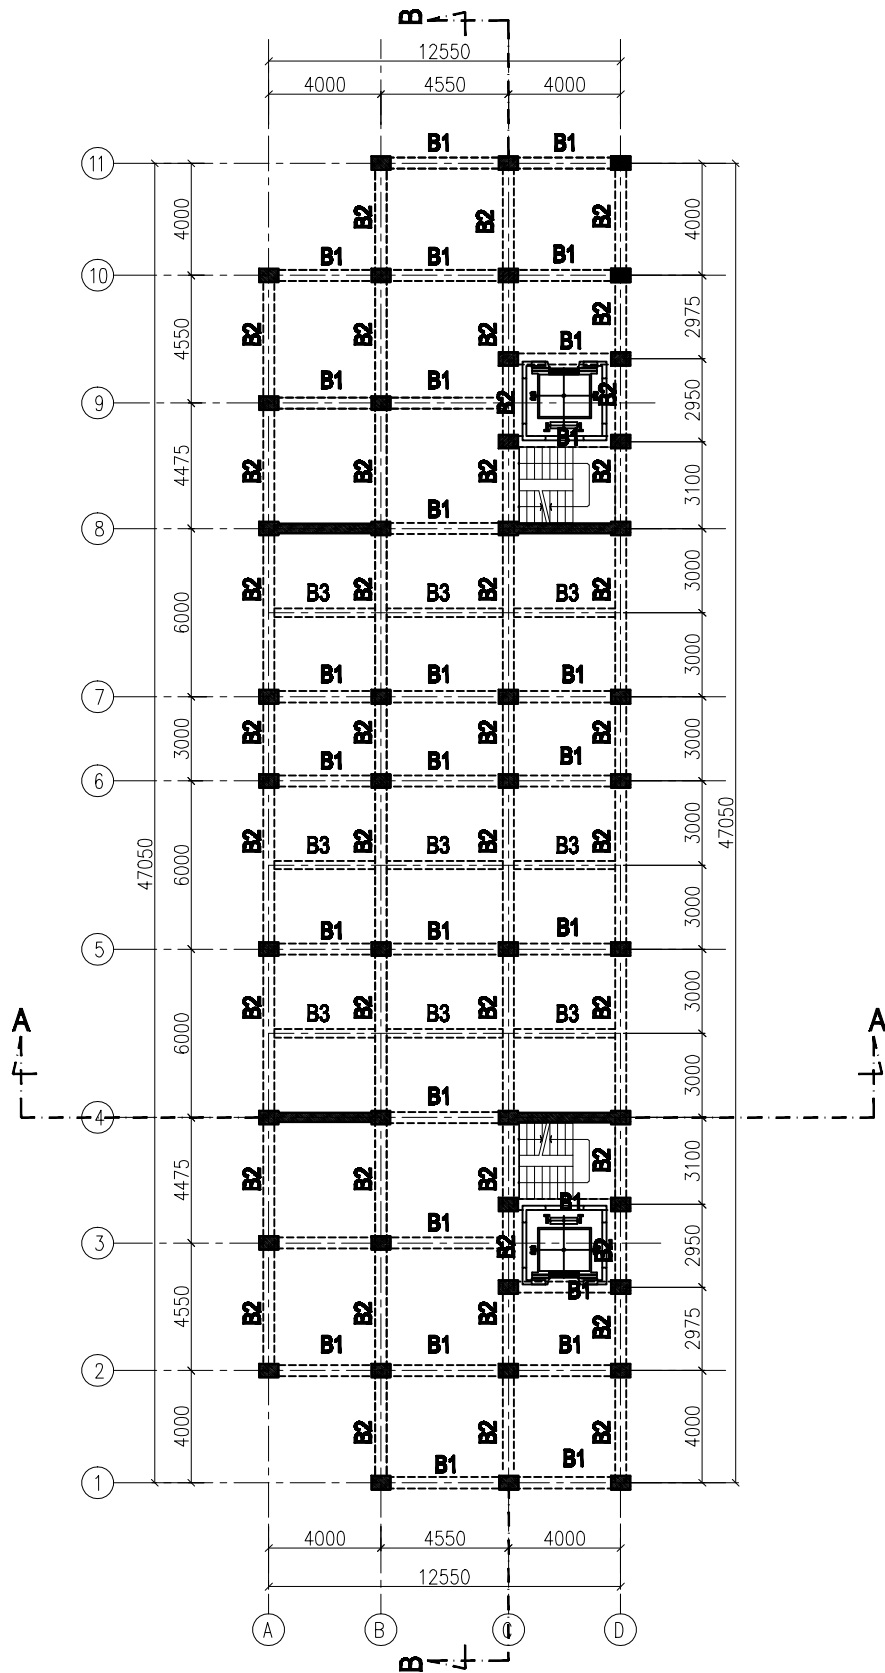 B
12550
4000 4550 4000
B1 B1
11
4000 B2 B2 B2 4000
B1 B1 B1
10
4550 B2 B2 B2 B2 2975
B1
B1 B1
9
B2 B2 2950
B1
4475 B2 B2 B2 B2 3100
B1
8
6000 B2 B3 B2 B3 B2 B3 B2 3000
3000
B1 B1 B1
7
3000 B2 B2 B2 B2 3000
B1 B1 B1
6
47050 6000 B2 B3 B2 B3 B2 B3 B2 3000 47050
3000
B1 B1 B1
5
6000 B2 B3 B2 B3 B2 B3 B2 3000
A A
3000
B1
4
4475 B2 B2 B2 B2 3100
B1
B1
3
B2 B2 2950
B1
4550 B2 B2 B2 B2 2975
B1 B1 B1
2
4000 B2 B2 B2 4000
B1 B1
1
4000 4550 4000
12550
A B C D
B